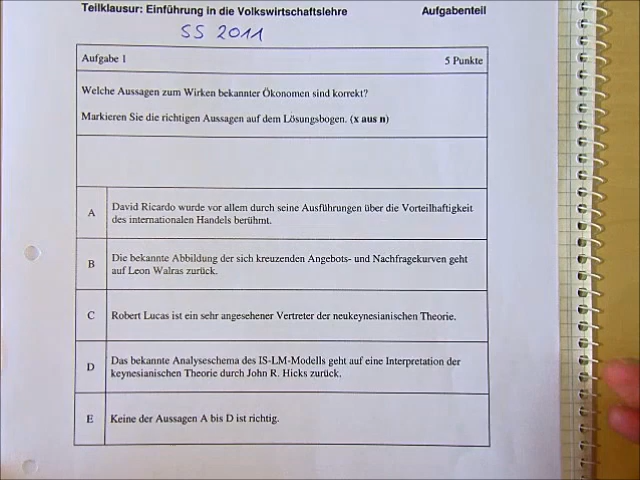 Teilklausur: Einführung in die Volkswirtschaftslehre Aufgabenteil
SS 2011
Aufgabe 1 5 Punkte
Welche Aussagen zum Wirken bekannter Ökonomen sind korrekt?
Markieren Sie die richtigen Aussagen auf dem Lösungsbogen. (x aus n)
A David Ricardo wurde vor allem durch seine Ausführungen über die Vorteilhaftigkeit
des internationalen Handels berühmt.
B Die bekannte Abbildung der sich kreuzenden Angebots- und Nachfragekurven geht
auf Leon Walras zurück.
C Robert Lucas ist ein sehr angesehener Vertreter der neukeynesianischen Theorie.
D Das bekannte Analyseschema des IS-LM-Modells geht auf eine Interpretation der
keynesianischen Theorie durch John R. Hicks zurück.
E Keine der Aussagen A bis D ist richtig.